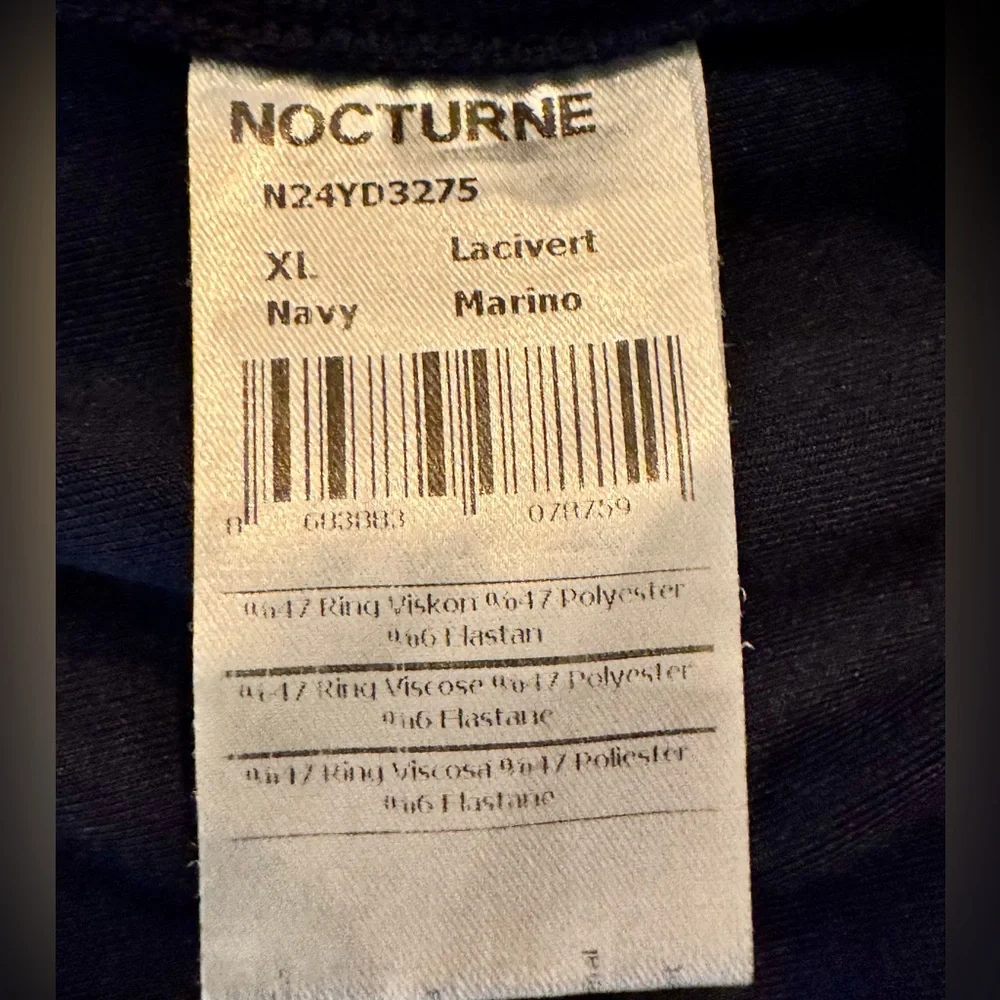 NOCTURNE
N24YD3275
XL Lacivert
Navy Marino
8 683883 078759
%47 Ring Viskon %47 Polyester
%6 Elastan
%47 Ring Viscose %47 Polyester
%6 Elastane
%47 Ring Viscosa %47 Poliester
%6 Elastane